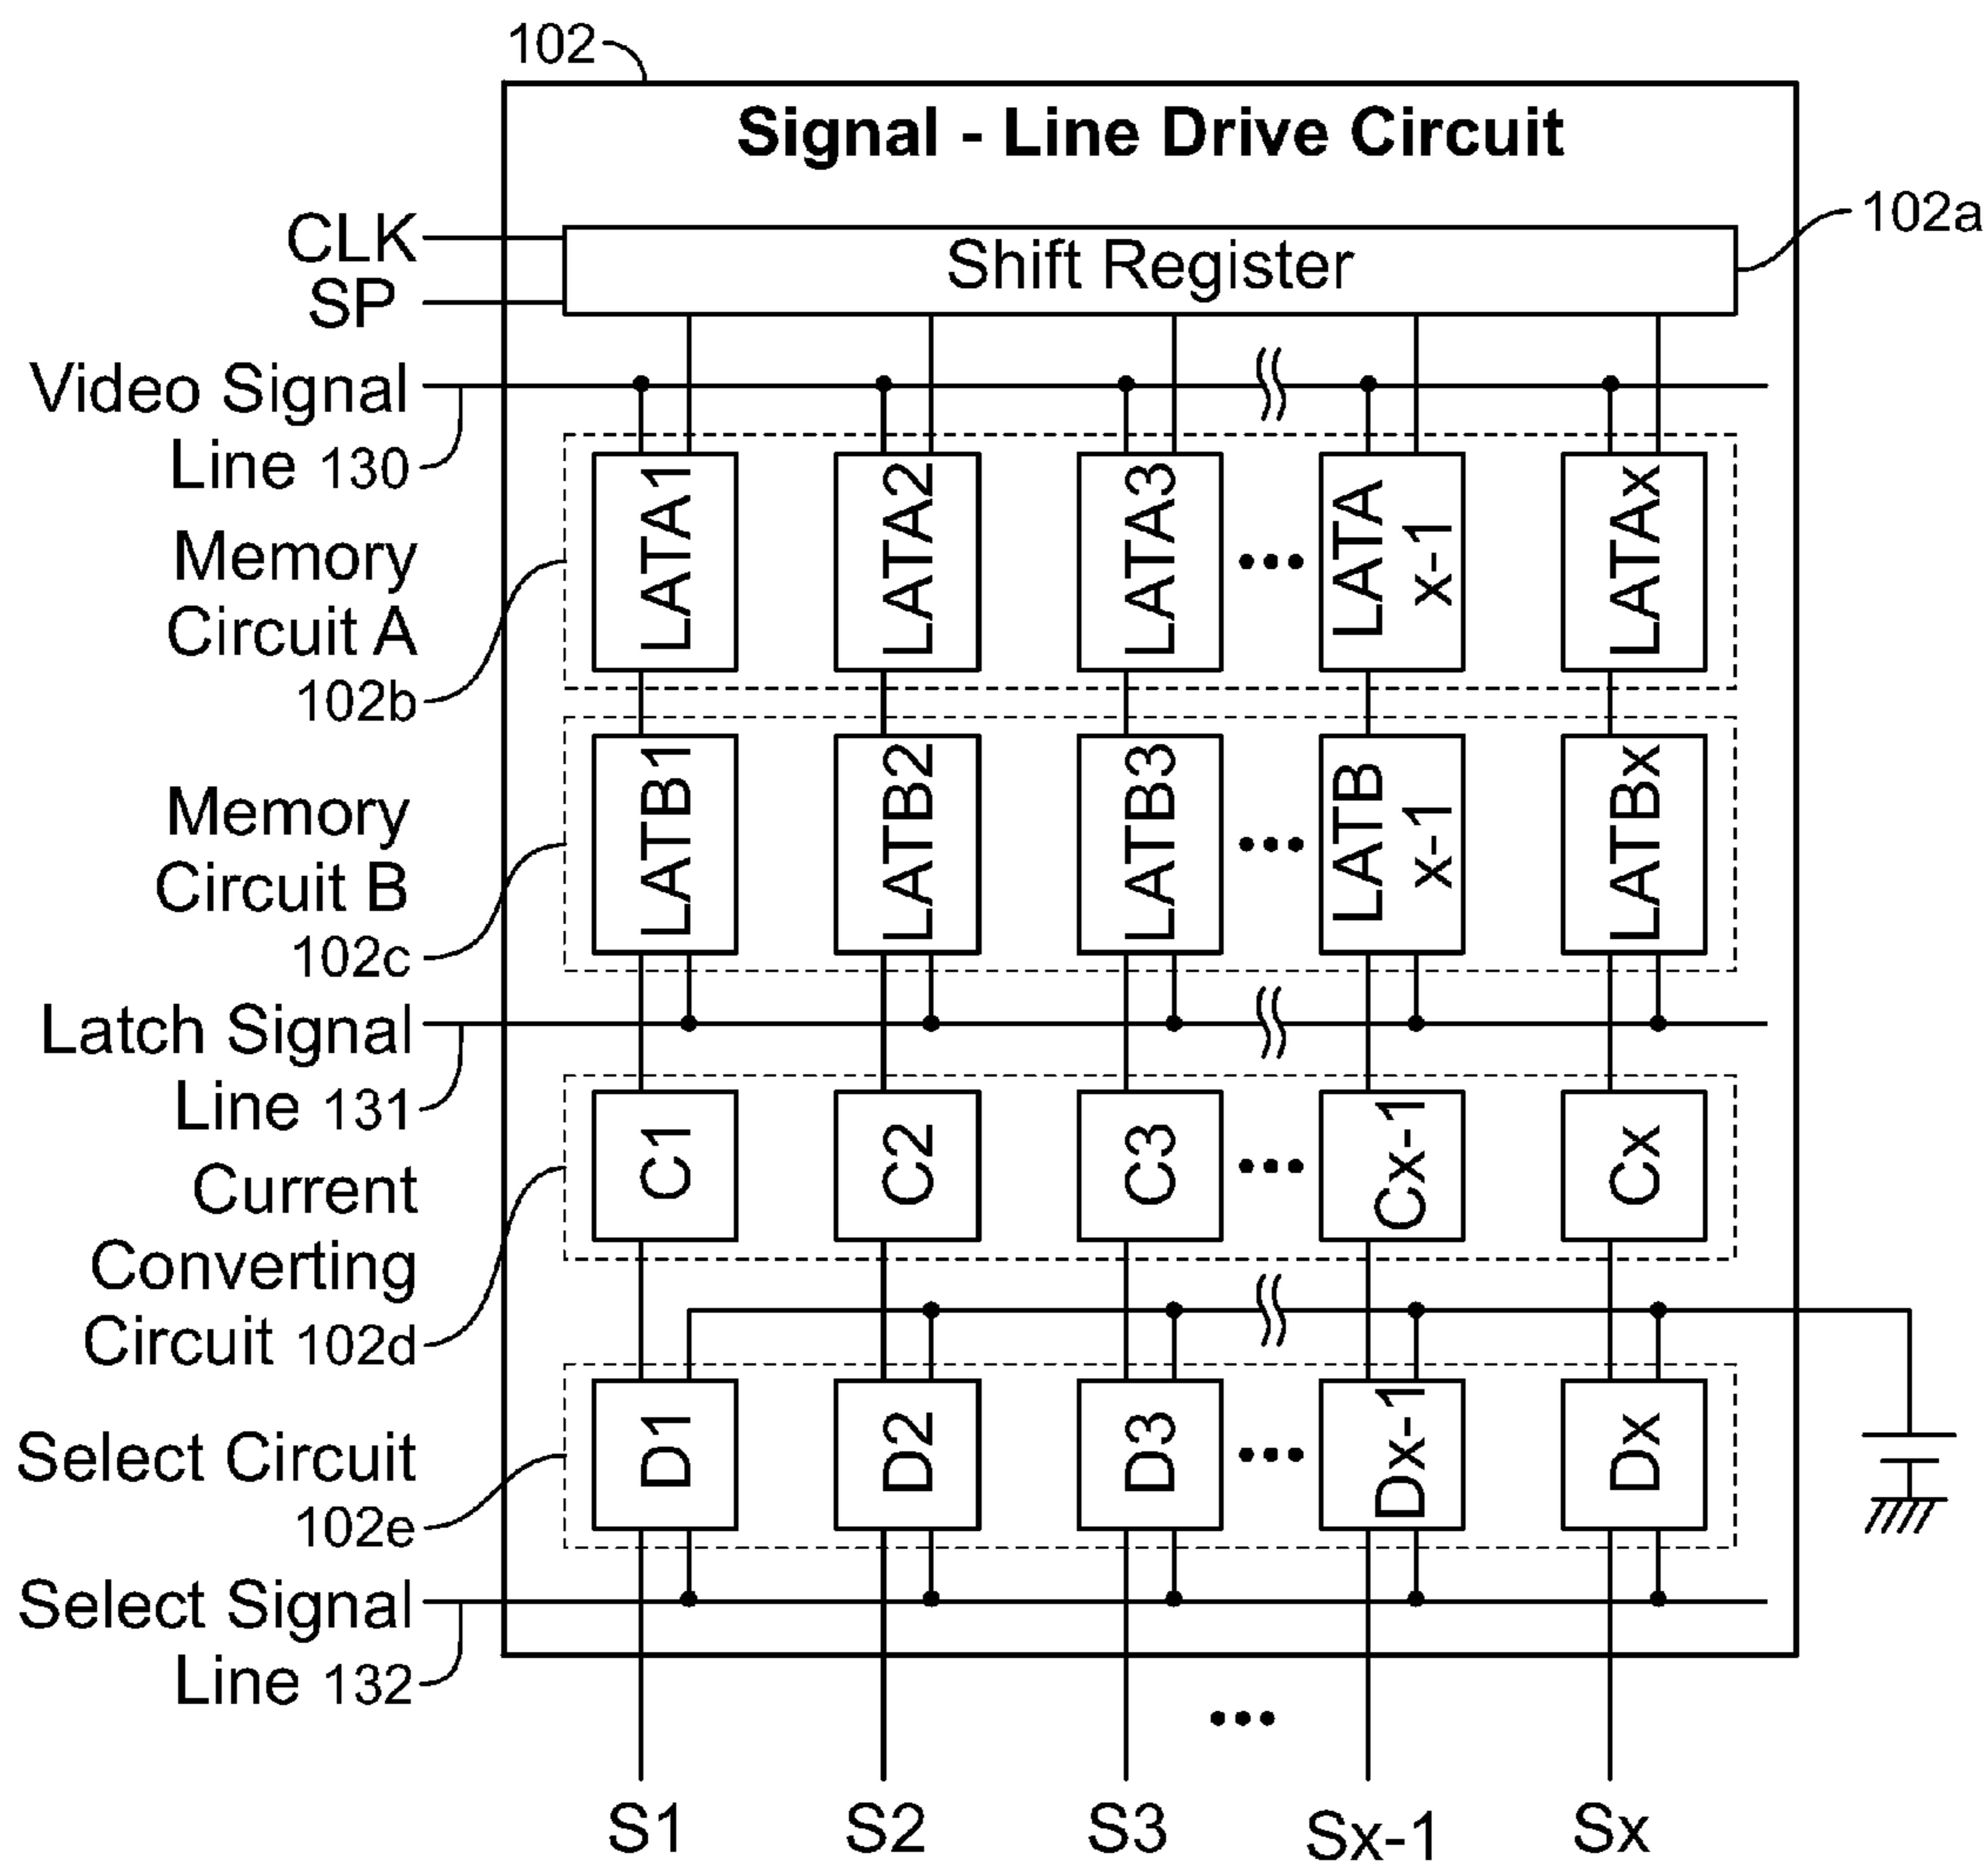 102
Signal - Line Drive Circuit
102a
CLK
SP
Shift Register
Video Signal
Line 130
Memory
Circuit A
102b
LATA1
LATA2
LATA3
LATA
x-1
LATAx
Memory
Circuit B
102c
LATB1
LATB2
LATB3
LATB
x-1
LATBx
Latch Signal
Line 131
Current
Converting
Circuit 102d
C1
C2
C3
Cx-1
Cx
Select Circuit
102e
D1
D2
D3
Dx-1
Dx
Select Signal
Line 132
S1
S2
S3
Sx-1
Sx